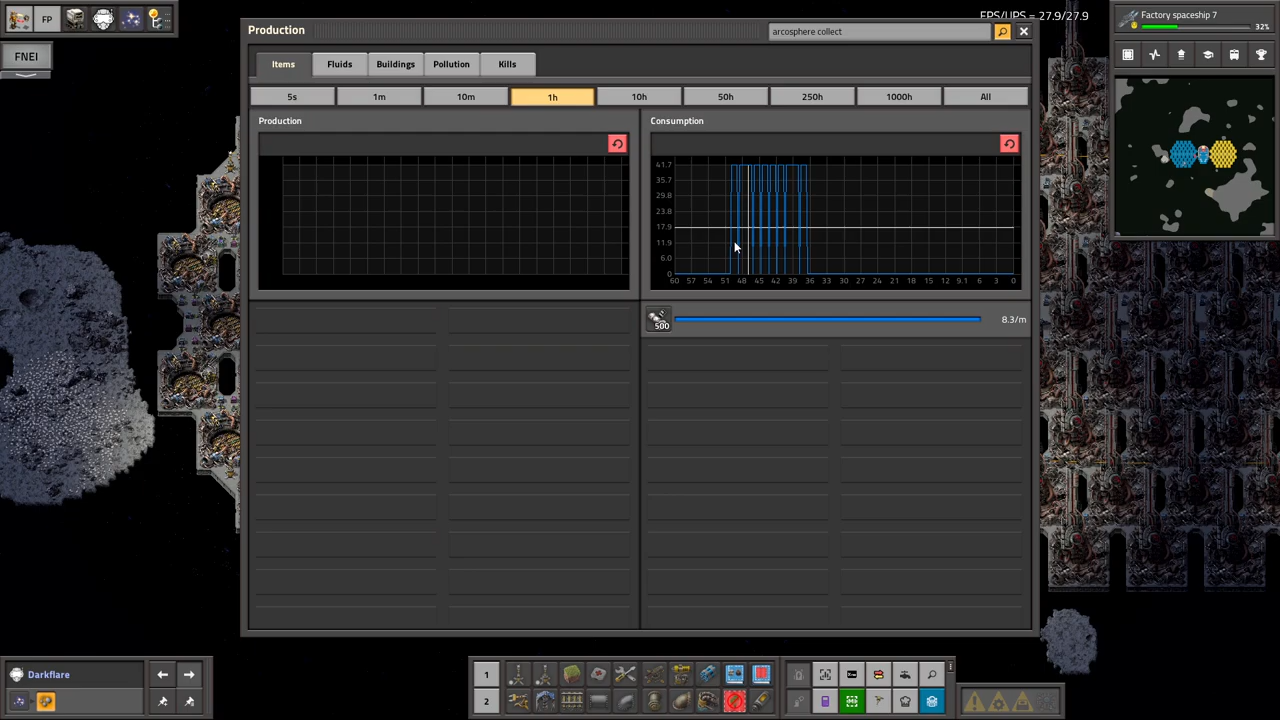 FP
EPS/UPS = 27.9/27.9
Factory spaceship 7
32%
FNEI
Production
arcosphere collect
Items
Fluids
Buildings
Pollution
Kills
5s
1m
10m
1h
10h
50h
250h
1000h
All
Production
Consumption
41.7
35.7
29.8
23.8
17.9
11.9
6.0
0
60 57 54 51 48 45 42 39 36 33 30 27 24 21 18 15 12 9.1 6 3 0
500
8.3/m
Darkflare
1
2